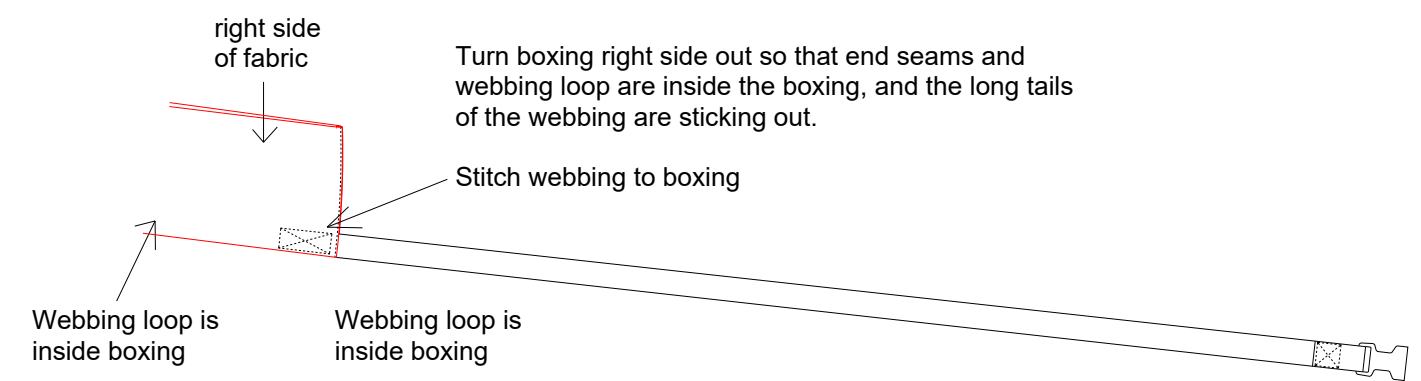 right side
of fabric
Turn boxing right side out so that end seams and
webbing loop are inside the boxing, and the long tails
of the webbing are sticking out.
Stitch webbing to boxing
Webbing loop is
inside boxing
Webbing loop is
inside boxing